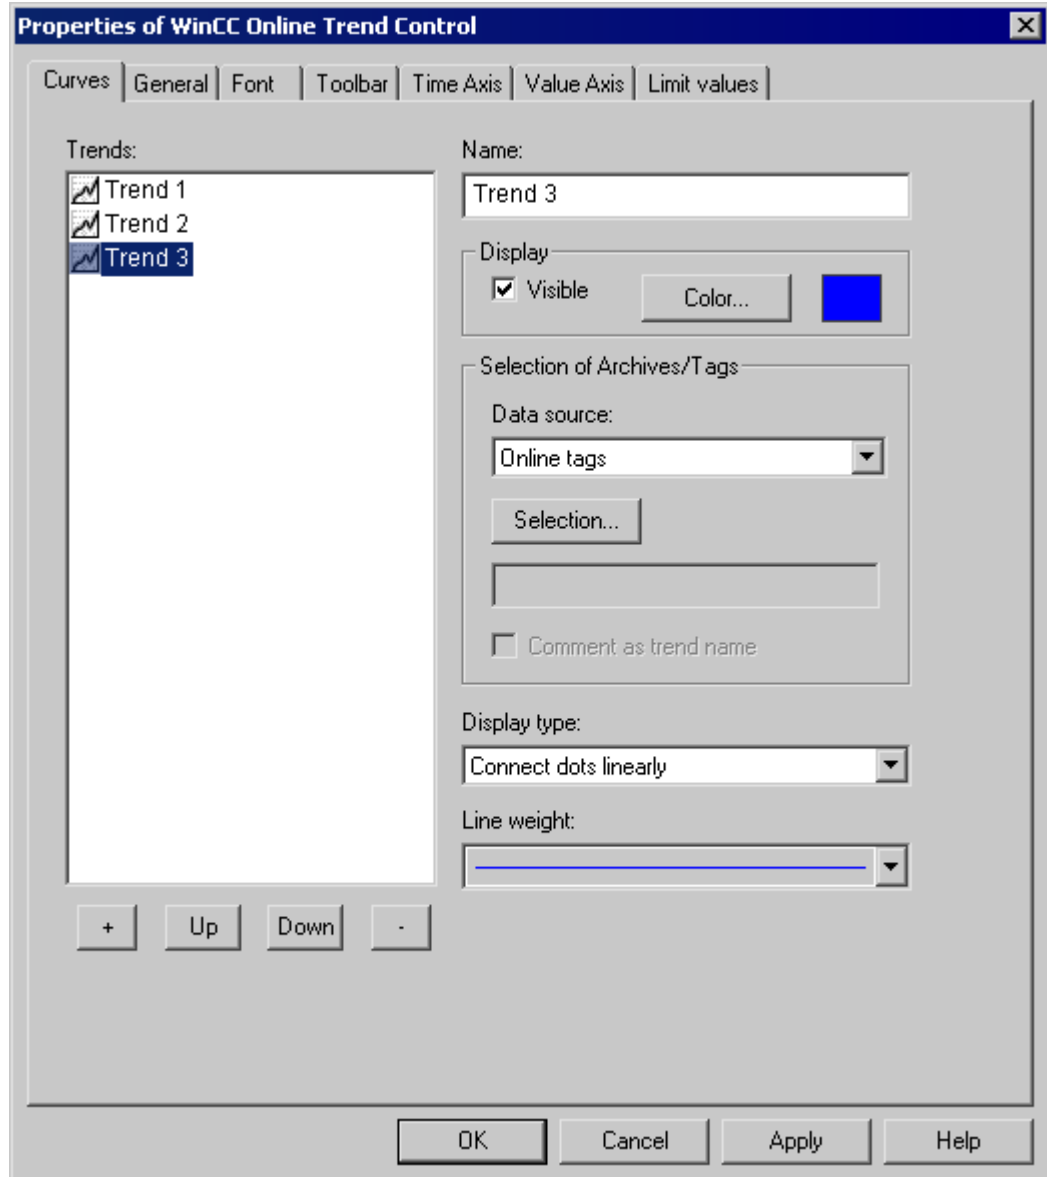 Properties of WinCC Online Trend Control
Curves General Font Toolbar Time Axis Value Axis Limit values
Trends:
Trend 1
Trend 2
Trend 3
+ Up Down -
Name:
Trend 3
Display
Visible Color...
Selection of Archives/Tags
Data source:
Online tags
Selection...
Comment as trend name
Display type:
Connect dots linearly
Line weight:
OK Cancel Apply Help